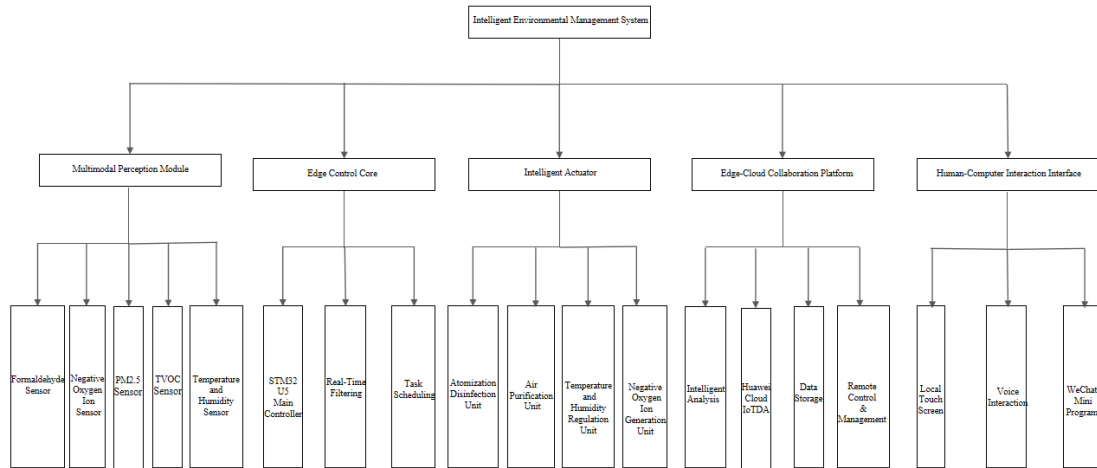 Intelligent Environmental Management System
Multimodal Perception Module
Edge Control Core
Intelligent Actuator
Edge-Cloud Collaboration Platform
Human-Computer Interaction Interface
Formaldehyde
Sensor
Negative
Oxygen
Ion
Sensor
PM2.5
Sensor
TVOC
Sensor
Temperature
and
Humidity
Sensor
STM32
U5
Main
Controller
Real-Time
Filtering
Task
Scheduling
Atomization
Disinfection
Unit
Air
Purification
Unit
Temperature
and
Humidity
Regulation
Unit
Negative
Oxygen
Ion
Generation
Unit
Intelligent
Analysis
Huawei
Cloud
IoTDA
Data
Storage
Remote
Control
&
Management
Local
Touch
Screen
Voice
Interaction
WeChat
Mini
Program